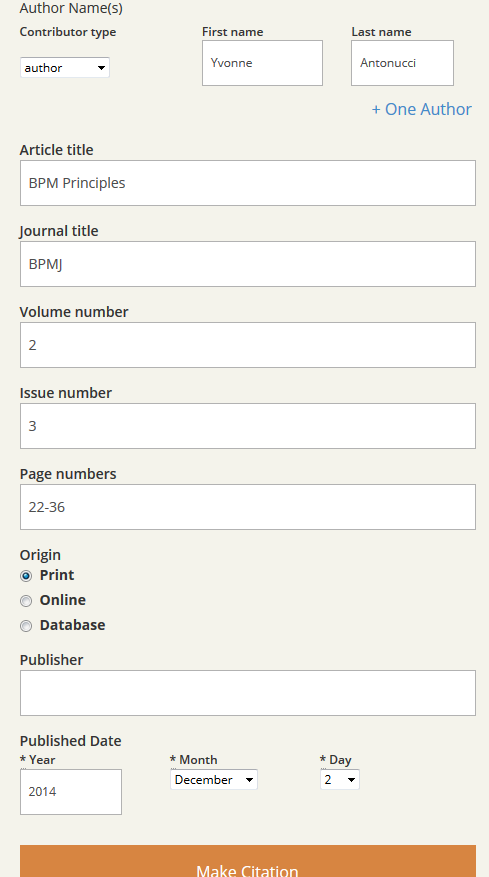 Author Name(s)
Contributor type First name Last name
author Yvonne Antonucci
+ One Author
Article title
BPM Principles
Journal title
BPMJ
Volume number
2
Issue number
3
Page numbers
22-36
Origin
Print
Online
Database
Publisher
Published Date
* Year * Month * Day
2014 December 2
Make Citation